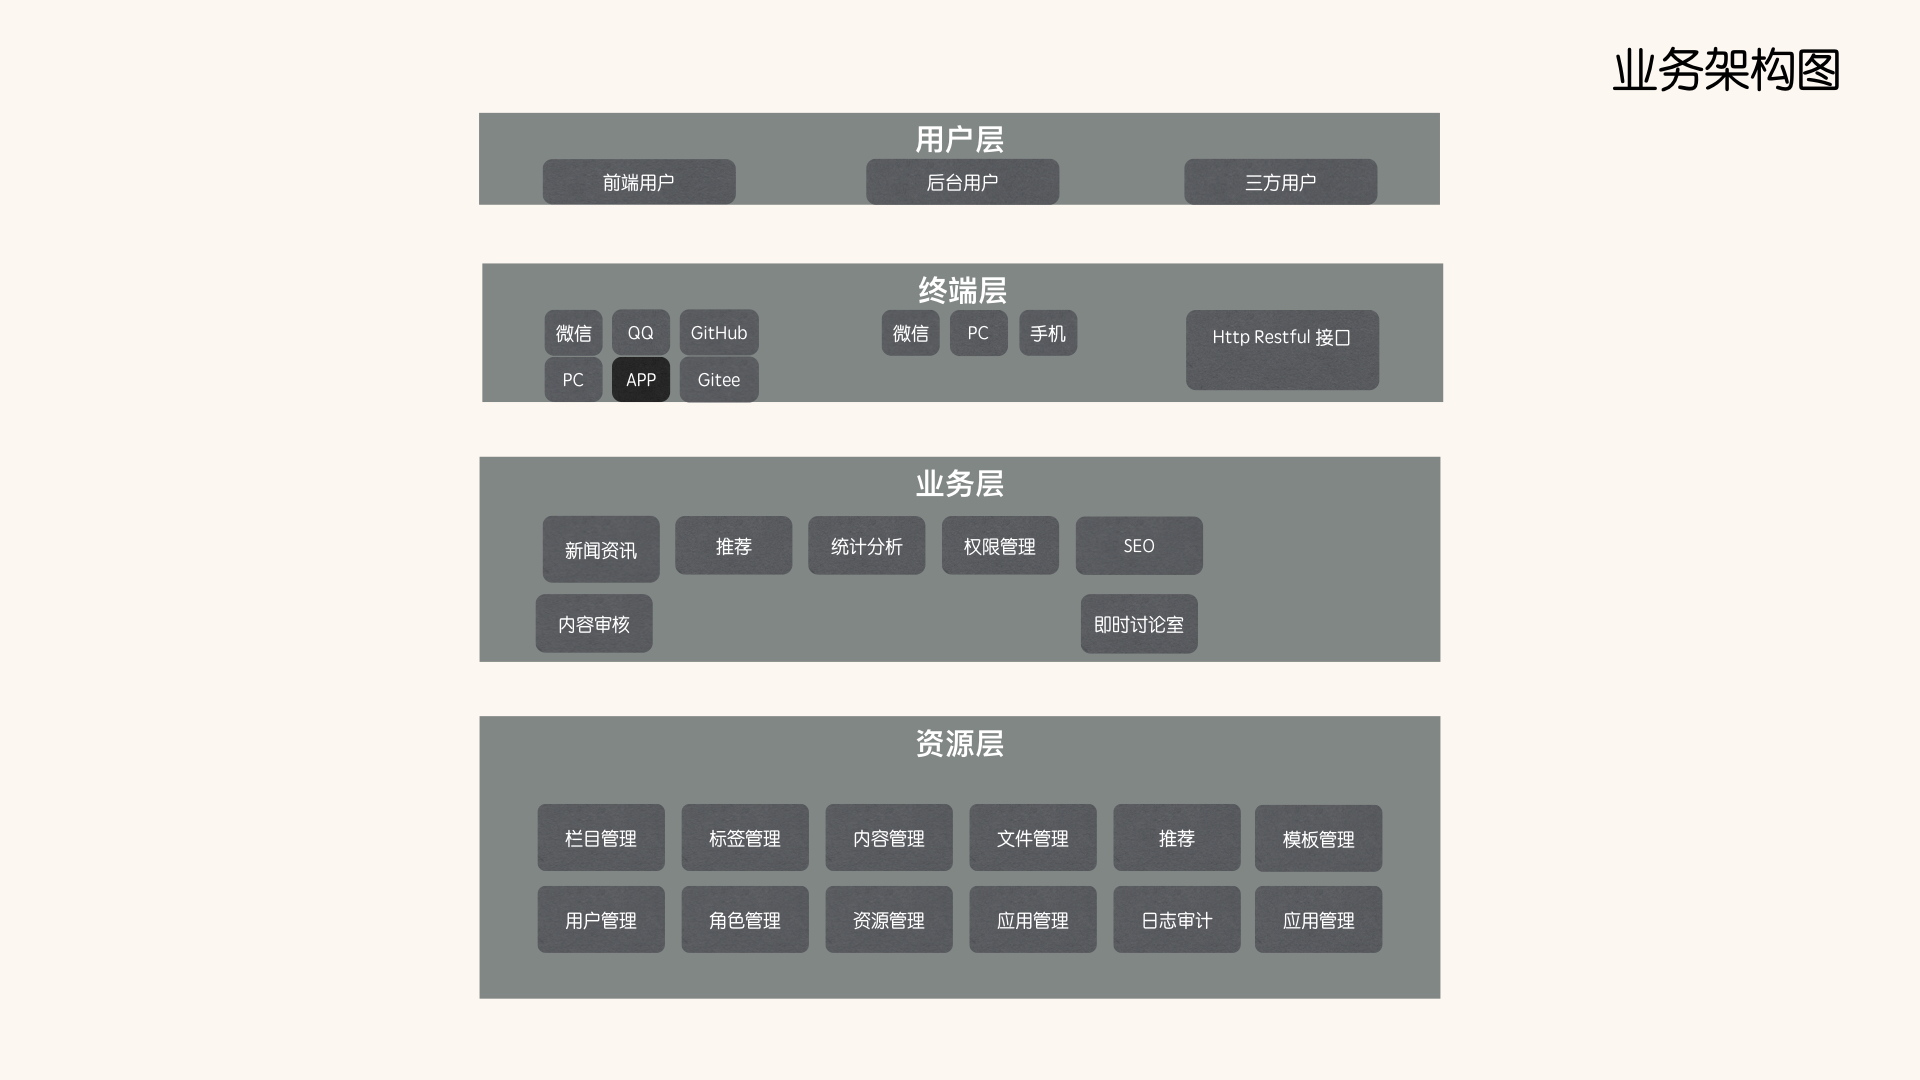 业务架构图
用户层
前端用户
后台用户
三方用户
终端层
微信
QQ
GitHub
微信
PC
手机
Http Restful 接口
PC
APP
Gitee
业务层
新闻资讯
推荐
统计分析
权限管理
SEO
内容审核
即时讨论室
资源层
栏目管理
标签管理
内容管理
文件管理
推荐
模板管理
用户管理
角色管理
资源管理
应用管理
日志审计
应用管理